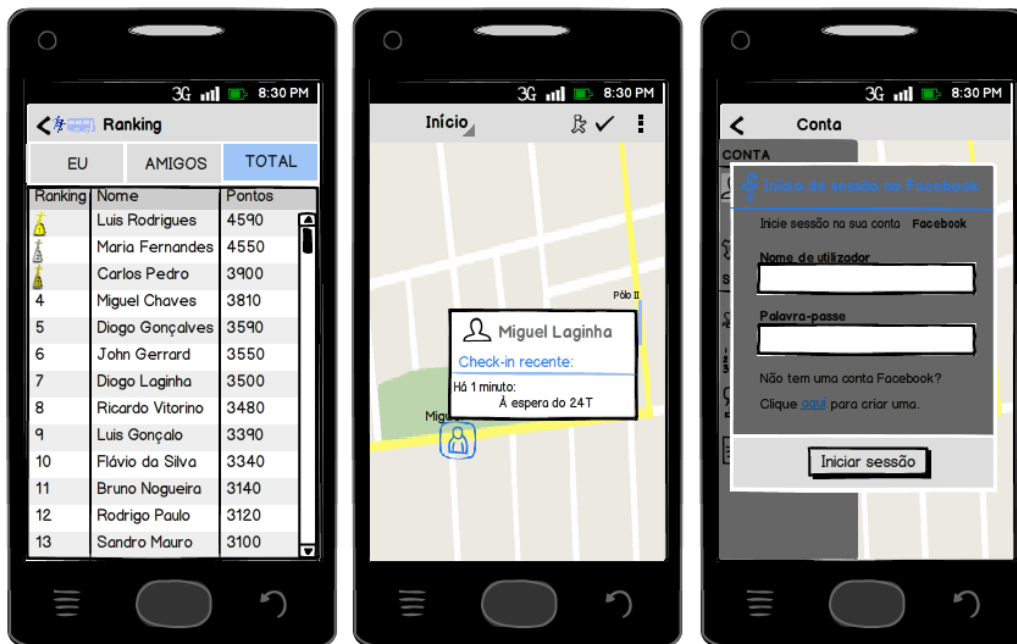 3G 8:30 PM
Ranking
EU AMIGOS TOTAL
Ranking Nome Pontos
1 Luis Rodrigues 4590
2 Maria Fernandes 4550
3 Carlos Pedro 3900
4 Miguel Chaves 3810
5 Diogo Gonçalves 3590
6 John Gerrard 3550
7 Diogo Laginha 3500
8 Ricardo Vitorino 3480
9 Luis Gonçalo 3390
10 Flávio da Silva 3340
11 Bruno Nogueira 3140
12 Rodrigo Paulo 3120
13 Sandro Mauro 3100
3G 8:30 PM
Início
Pólo II
Miguel Laginha
Check-in recente:
Há 1 minuto:
À espera do 24T
3G 8:30 PM
Conta
CONTA
Início de sessão na Facebook
Inicie sessão na sua conta Facebook
Nome de utilizador
Palavra-passe
Não tem uma conta Facebook?
Clique aqui para criar uma.
Iniciar sessão